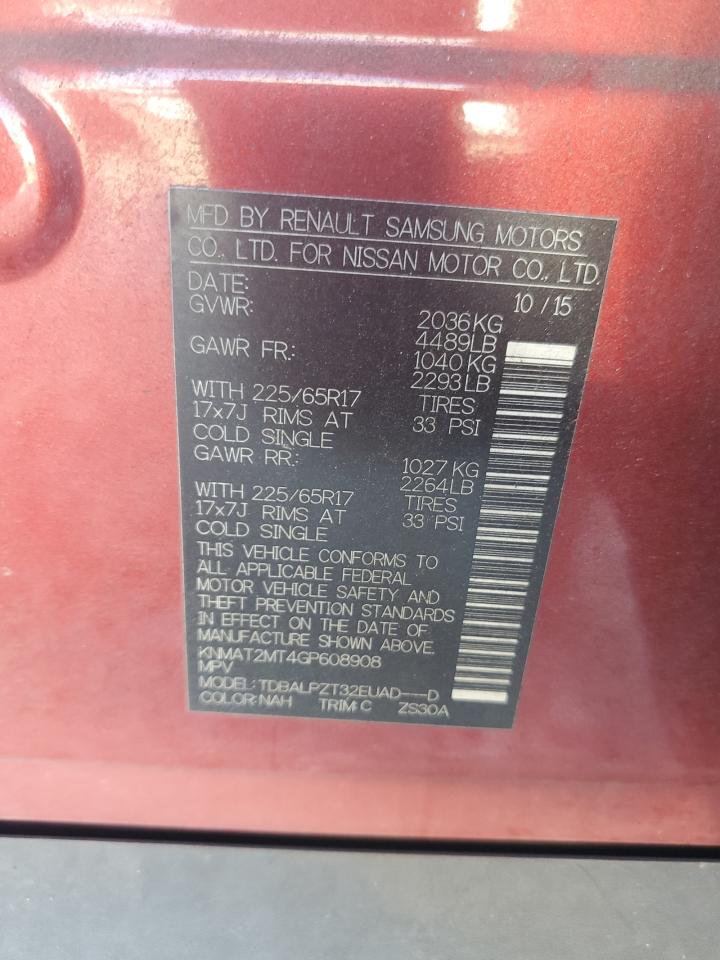 MFD BY RENAULT SAMSUNG MOTORS
CO., LTD. FOR NISSAN MOTOR CO., LTD.
DATE: 10 / 15
GVWR: 2036KG
4489LB
GAWR FR.: 1040KG
2293LB
WITH 225/65R17 TIRES
17x7J RIMS AT 33 PSI
COLD SINGLE
GAWR RR.: 1027KG
2264LB
WITH 225/65R17 TIRES
17x7J RIMS AT 33 PSI
COLD SINGLE
THIS VEHICLE CONFORMS TO
ALL APPLICABLE FEDERAL
MOTOR VEHICLE SAFETY AND
THEFT PREVENTION STANDARDS
IN EFFECT ON THE DATE OF
MANUFACTURE SHOWN ABOVE.
KNMAT2MT4GP608908
MPV
MODEL: TDBALPZT32EUAD---D
COLOR: NAH TRIM: C ZS30A